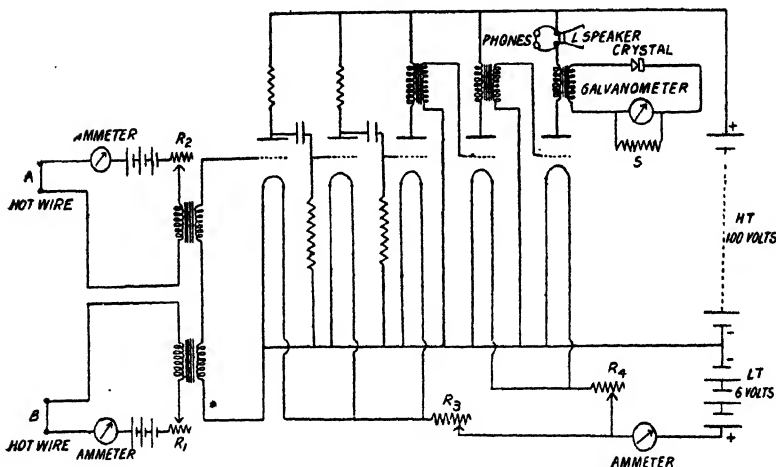 PHONES L SPEAKER
CRYSTAL
GALVANOMETER
S
AMMETER R2
A
HOT WIRE
HT
100 VOLTS
+
-
-
LT
6 VOLTS
+
R4
R3
B
HOT WIRE
AMMETER R1
AMMETER